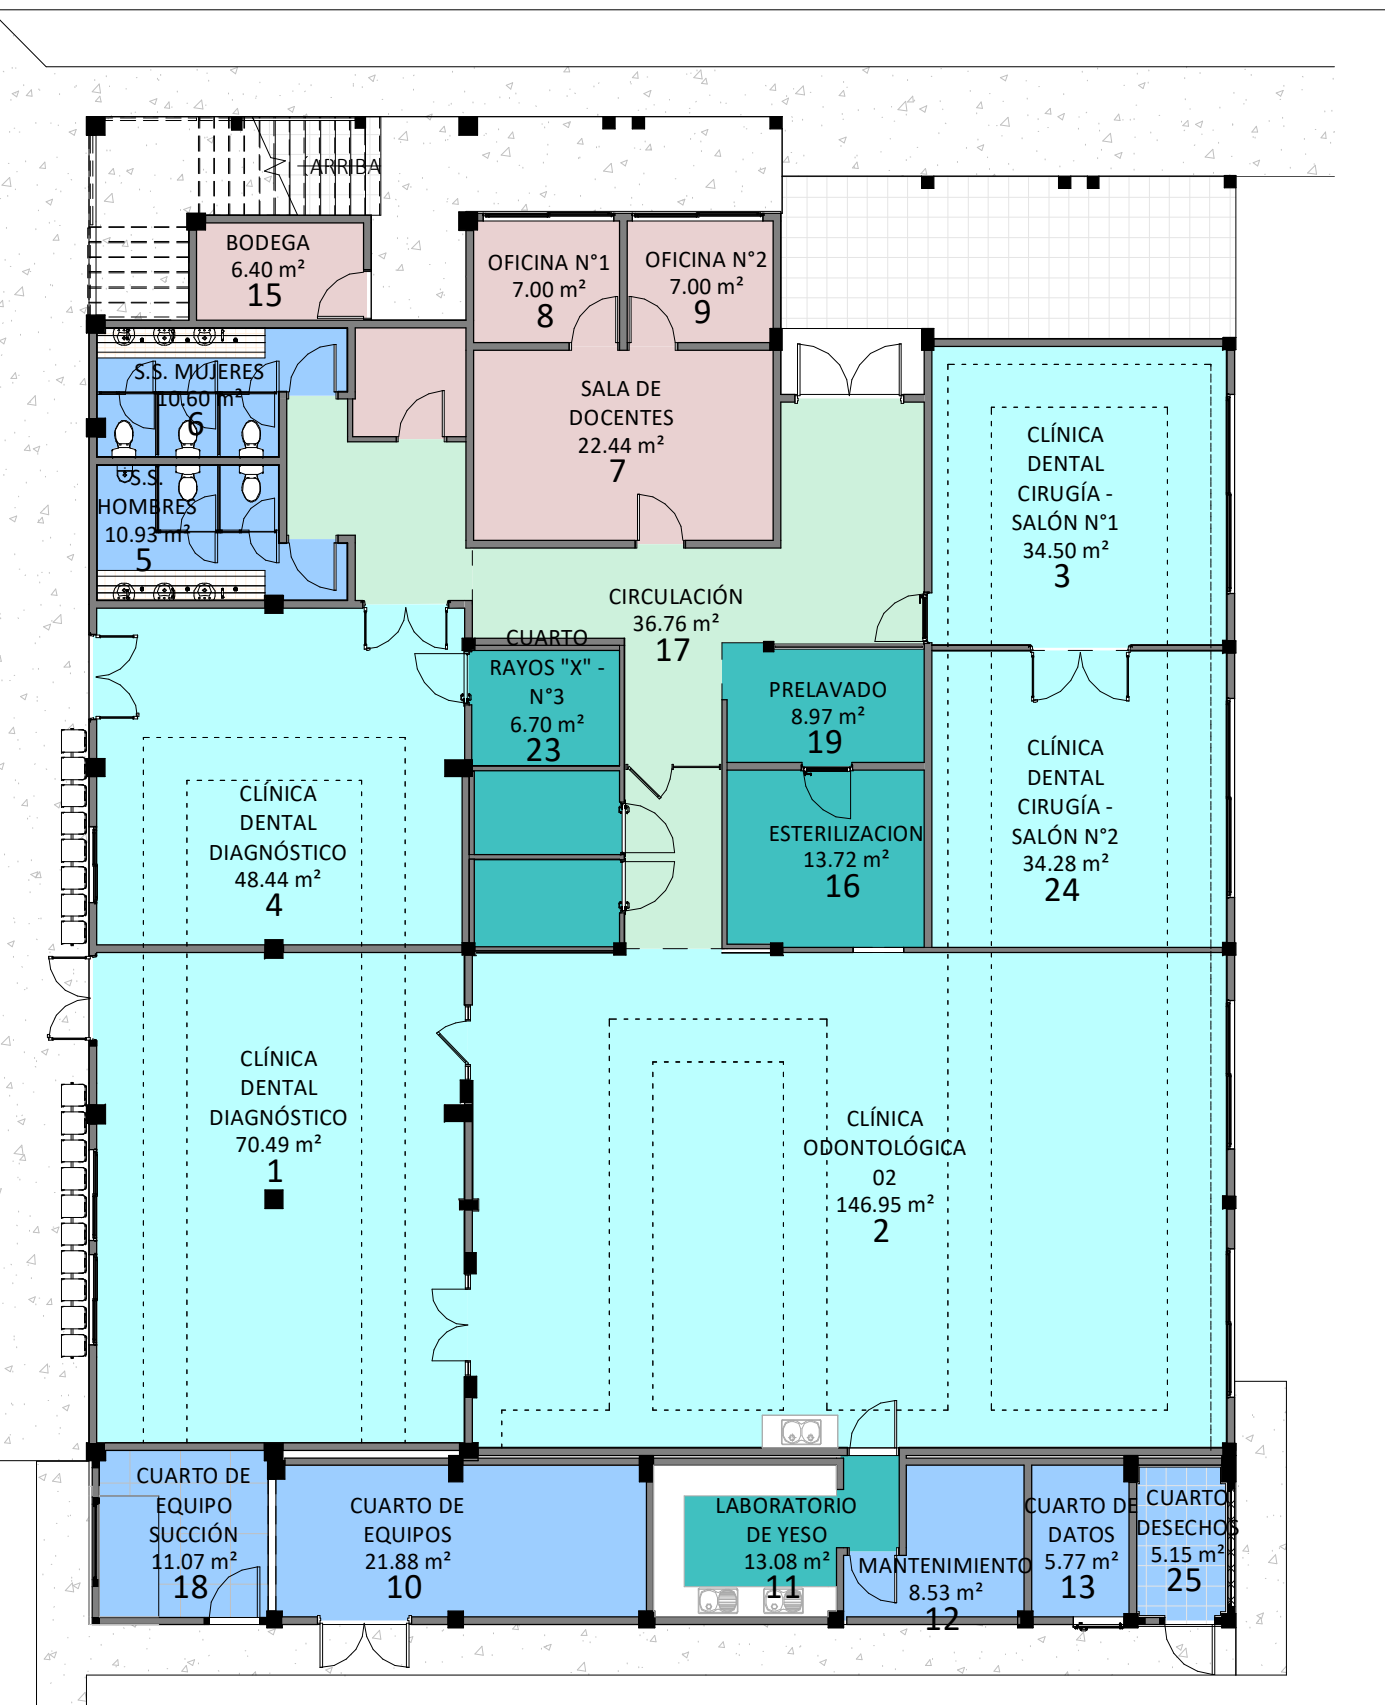 ARRIBA
BODEGA
6.40 m²
15
OFICINA N°1
7.00 m²
8
OFICINA N°2
7.00 m²
9
S.S. MUJERES
10.60 m²
6
SALA DE
DOCENTES
22.44 m²
7
CLÍNICA
DENTAL
CIRUGÍA -
SALÓN N°1
34.50 m²
3
S.S.
HOMBRES
10.93 m²
5
CIRCULACIÓN
36.76 m²
17
CUARTO
RAYOS "X" -
N°3
6.70 m²
23
PRELAVADO
8.97 m²
19
CLÍNICA
DENTAL
CIRUGÍA -
SALÓN N°2
34.28 m²
24
CLÍNICA
DENTAL
DIAGNÓSTICO
48.44 m²
4
ESTERILIZACION
13.72 m²
16
CLÍNICA
DENTAL
DIAGNÓSTICO
70.49 m²
1
CLÍNICA
ODONTOLÓGICA
02
146.95 m²
2
CUARTO DE
EQUIPO
SUCCIÓN
11.07 m²
18
CUARTO DE
EQUIPOS
21.88 m²
10
LABORATORIO
DE YESO
13.08 m²
11
MANTENIMIENTO
8.53 m²
12
CUARTO DE
DATOS
5.77 m²
13
CUARTO
DESECHOS
5.15 m²
25